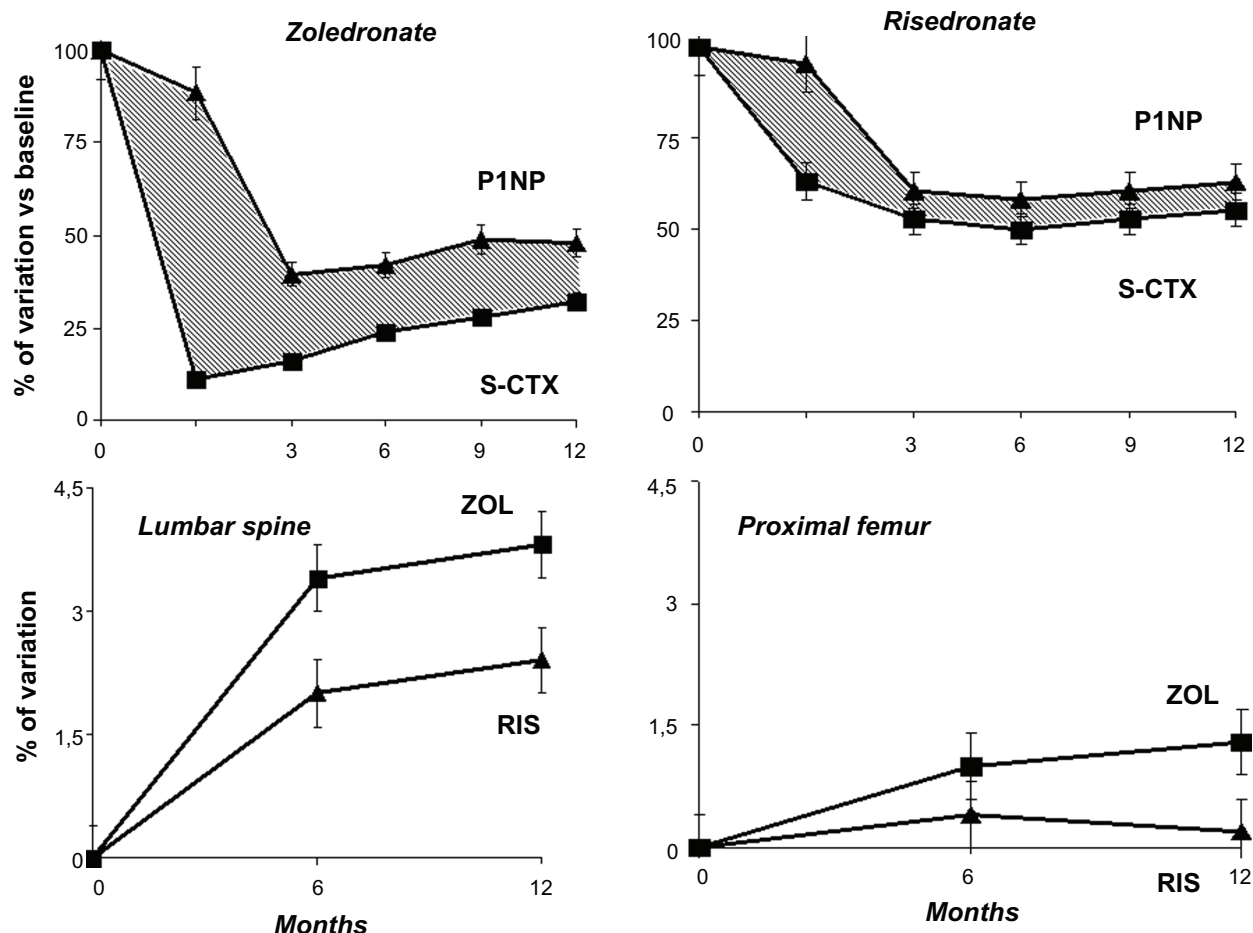 Zoledronate
% of variation vs baseline
100
75
50
25
0
P1NP
S-CTX
0 3 6 9 12
Risedronate
100
75
50
25
0
P1NP
S-CTX
0 3 6 9 12
Lumbar spine
% of variation
4,5
3
1,5
0
ZOL
RIS
0 6 12
Months
Proximal femur
4,5
3
1,5
0
ZOL
RIS
0 6 12
Months